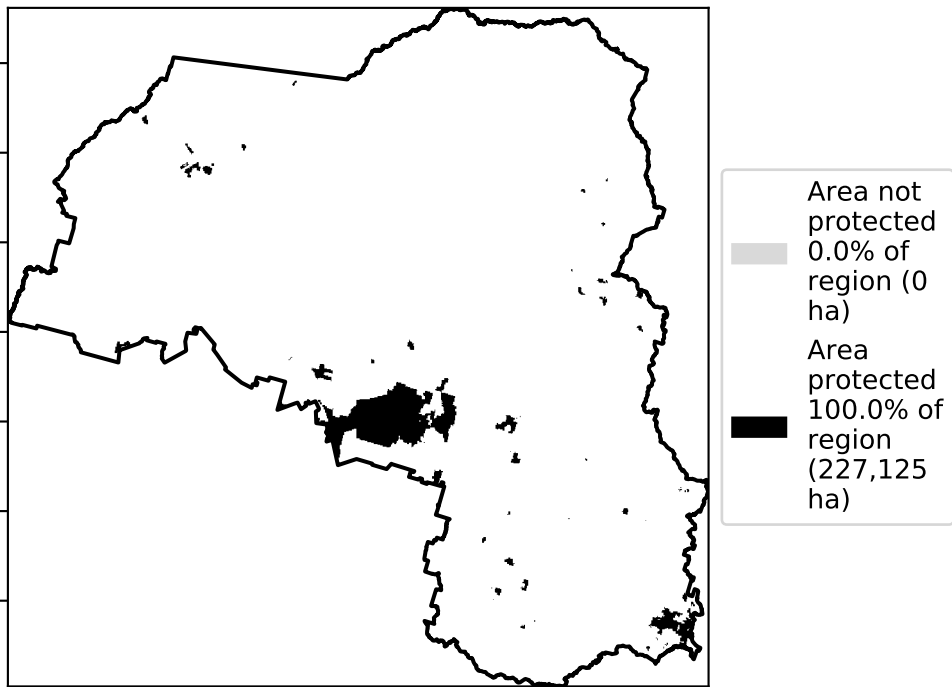 Area not
protected
0.0% of
region (0
ha)
Area
protected
100.0% of
region
(227,125
ha)